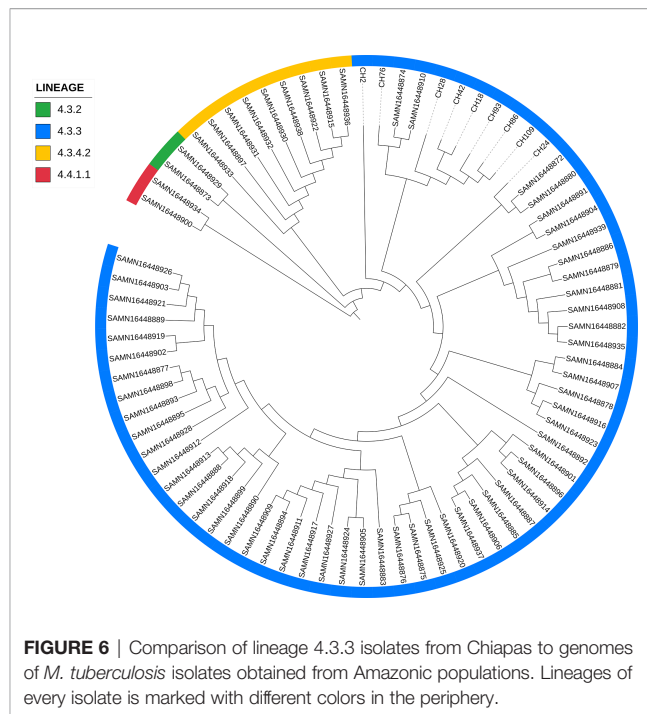 LINEAGE
4.3.2
4.3.3
4.3.4.2
4.4.1.1
SAMN16448900
SAMN16448934
SAMN16448873
SAMN16448929
SAMN16448933
SAMN16448897
SAMN16448931
SAMN16448932
SAMN16448930
SAMN16448938
SAMN16448922
SAMN16448915
SAMN16448936
CH2
CH76
SAMN16448874
SAMN16448910
CH28
CH42
CH18
CH93
CH86
CH109
CH24
SAMN16448872
SAMN16448880
SAMN16448891
SAMN16448904
SAMN16448939
SAMN16448886
SAMN16448879
SAMN16448881
SAMN16448908
SAMN16448882
SAMN16448935
SAMN16448884
SAMN16448907
SAMN16448878
SAMN16448916
SAMN16448923
SAMN16448892
SAMN16448901
SAMN16448896
SAMN16448914
SAMN16448887
SAMN16448885
SAMN16448906
SAMN16448937
SAMN16448920
SAMN16448925
SAMN16448875
SAMN16448876
SAMN16448883
SAMN16448905
SAMN16448924
SAMN16448927
SAMN16448917
SAMN16448911
SAMN16448894
SAMN16448909
SAMN16448890
SAMN16448899
SAMN16448918
SAMN16448888
SAMN16448913
SAMN16448912
SAMN16448928
SAMN16448895
SAMN16448893
SAMN16448898
SAMN16448877
SAMN16448902
SAMN16448919
SAMN16448889
SAMN16448921
SAMN16448903
SAMN16448926
FIGURE 6 | Comparison of lineage 4.3.3 isolates from Chiapas to genomes
of M. tuberculosis isolates obtained from Amazonic populations. Lineages of
every isolate is marked with different colors in the periphery.